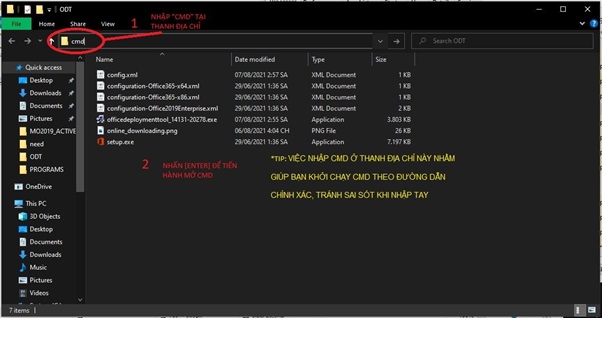 ODT
1 NHẬP "CMD" TẠI
THANH ĐỊA CHỈ
File Home Share View
cmd
Search ODT
Quick access
Desktop
Downloads
Documents
Pictures
MO2019_ACTIVE
need
ODT
PROGRAMS
OneDrive
This PC
3D Objects
Desktop
Documents
Downloads
Music
Pictures
Videos
Name Date modified Type Size
config.xml 07/08/2021 2:57 SA XML Document 1 KB
configuration-Office365-x64.xml 29/06/2021 1:36 SA XML Document 1 KB
configuration-Office365-x86.xml 29/06/2021 1:36 SA XML Document 1 KB
configuration-Office2019Enterprise.xml 29/06/2021 1:36 SA XML Document 2 KB
officedeploymenttool_14131-20278.exe 07/08/2021 2:56 SA Application 3.803 KB
online_downloading.png 06/08/2021 4:04 CH PNG File 26 KB
setup.exe 29/06/2021 1:36 SA Application 7.197 KB
2 NHẤN [ENTER] ĐỂ TIẾN
HÀNH MỞ CMD
*TIP: VIỆC NHẬP CMD Ở THANH ĐỊA CHỈ NÀY NHẰM
GIÚP BẠN KHỞI CHẠY CMD THEO ĐƯỜNG DẪN
CHÍNH XÁC, TRÁNH SAI SÓT KHI NHẬP TAY
7 items